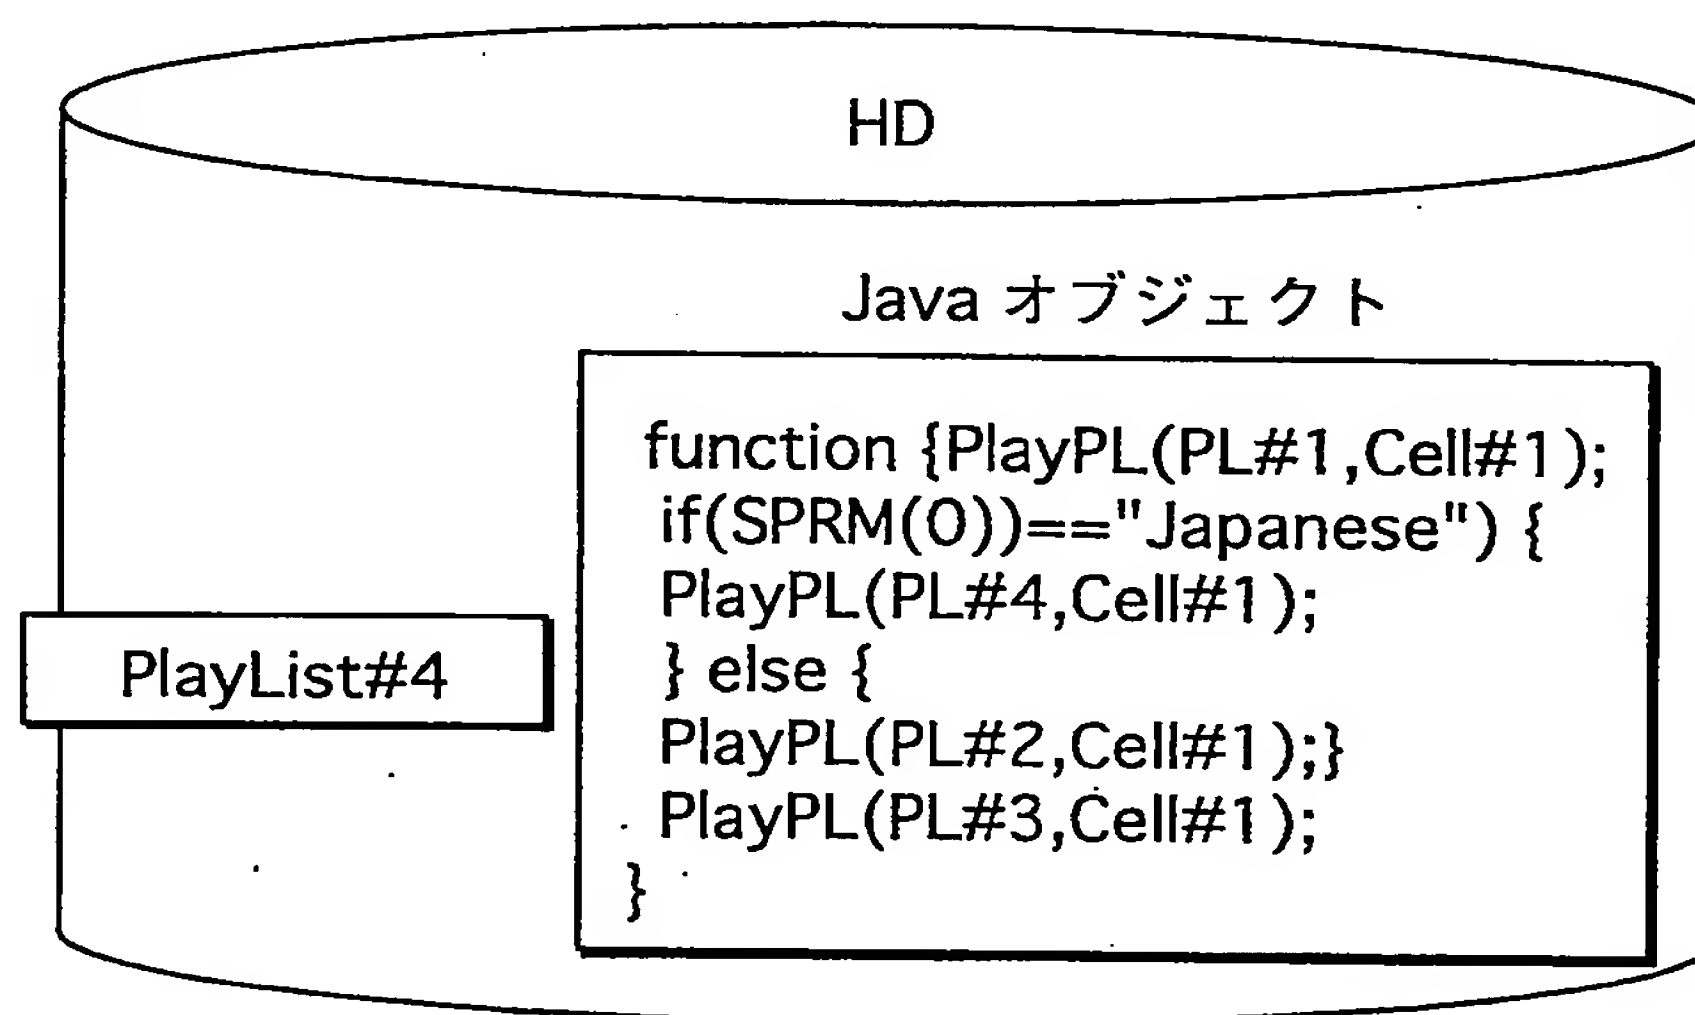 HD
Java オブジェクト
function {PlayPL(PL#1,Cell#1);
if(SPRM(0))=="Japanese") {
PlayPL(PL#4,Cell#1);
} else {
PlayPL(PL#2,Cell#1);}
PlayPL(PL#3,Cell#1);
}
PlayList#4